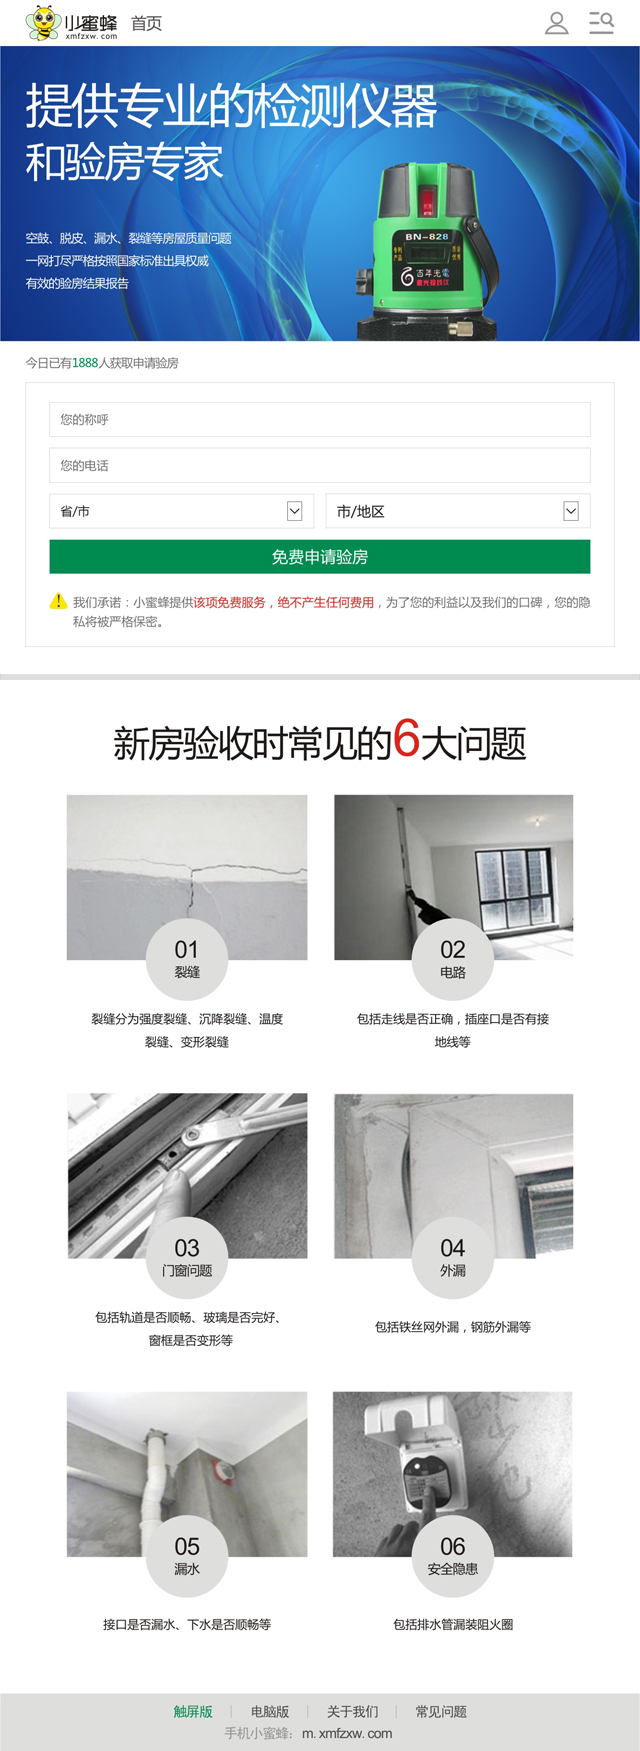 小蜜蜂
xmfzxw. com
首页
提供专业的检测仪器
和验房专家
空鼓、脱皮、漏水、裂缝等房屋质量问题
一网打尽严格按照国家标准出具权威
有效的验房结果报告
BN-828
专利
产品
质量
优秀
百年光電
激光标线仪
今日已有1888人获取申请验房
您的称呼
您的电话
省/市
市/地区
免费申请验房
我们承诺：小蜜蜂提供该项免费服务，绝不产生任何费用，为了您的利益以及我们的口碑，您的隐
私将被严格保密。
新房验收时常见的6大问题
01
裂缝
裂缝分为强度裂缝、沉降裂缝、温度
裂缝、变形裂缝
02
电路
包括走线是否正确，插座口是否有接
地线等
03
门窗问题
包括轨道是否顺畅、玻璃是否完好、
窗框是否变形等
04
外漏
包括铁丝网外漏，钢筋外漏等
05
漏水
接口是否漏水、下水是否顺畅等
06
安全隐患
包括排水管漏装阻火圈
触屏版
电脑版
关于我们
常见问题
手机小蜜蜂：m. xmfzxw. com